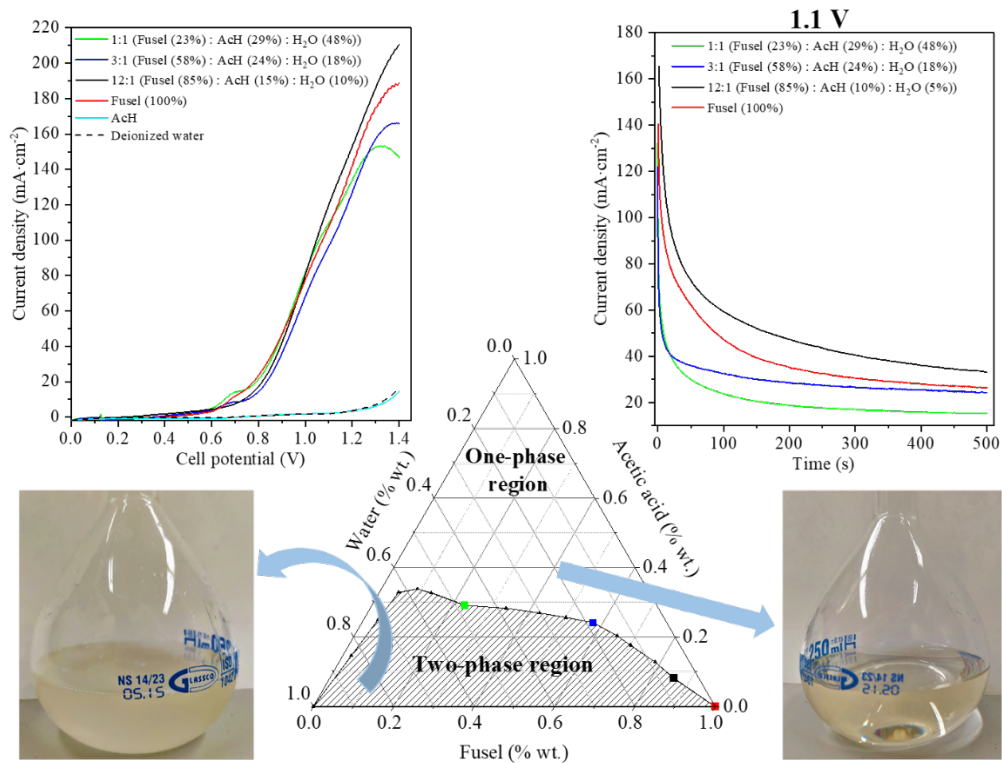 220
200
180
160
140
120
100
80
60
40
20
0
Current density (mA·cm⁻²)
1:1 (Fusel (23%) : AcH (29%) : H₂O (48%))
3:1 (Fusel (58%) : AcH (24%) : H₂O (18%))
12:1 (Fusel (85%) : AcH (15%) : H₂O (10%))
Fusel (100%)
AcH
Deionized water
0.0 0.2 0.4 0.6 0.8 1.0 1.2 1.4
Cell potential (V)
1.1 V
180
160
140
120
100
80
60
40
20
Current density (mA·cm⁻²)
1:1 (Fusel (23%) : AcH (29%) : H₂O (48%))
3:1 (Fusel (58%) : AcH (24%) : H₂O (18%))
12:1 (Fusel (85%) : AcH (10%) : H₂O (5%))
Fusel (100%)
0 100 200 300 400 500
Time (s)
0.0 1.0
0.2 0.8
0.4 0.6
0.6 0.4
0.8 0.2
1.0 0.0
Water (% wt.)
Acetic acid (% wt.)
One-phase
region
Two-phase region
0.0 0.2 0.4 0.6 0.8 1.0
Fusel (% wt.)
NS 14/23
05.15
GLASSCO
250 ml
NS 14/23
GLASSCO